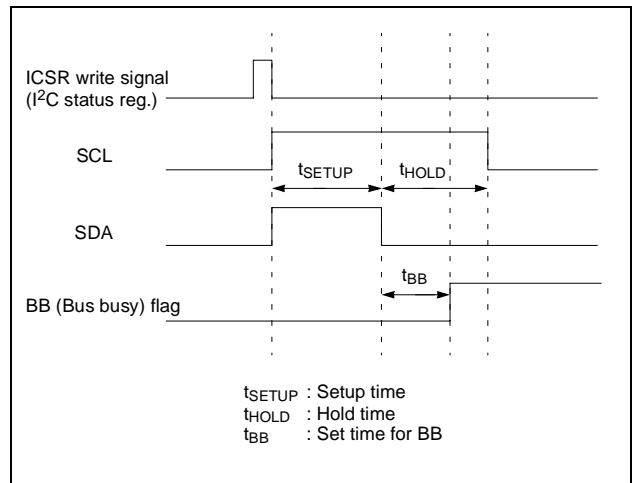 ICSR write signal
(I²C status reg.)
SCL
tSETUP
tHOLD
SDA
tBB
BB (Bus busy) flag
tSETUP : Setup time
tHOLD : Hold time
tBB : Set time for BB